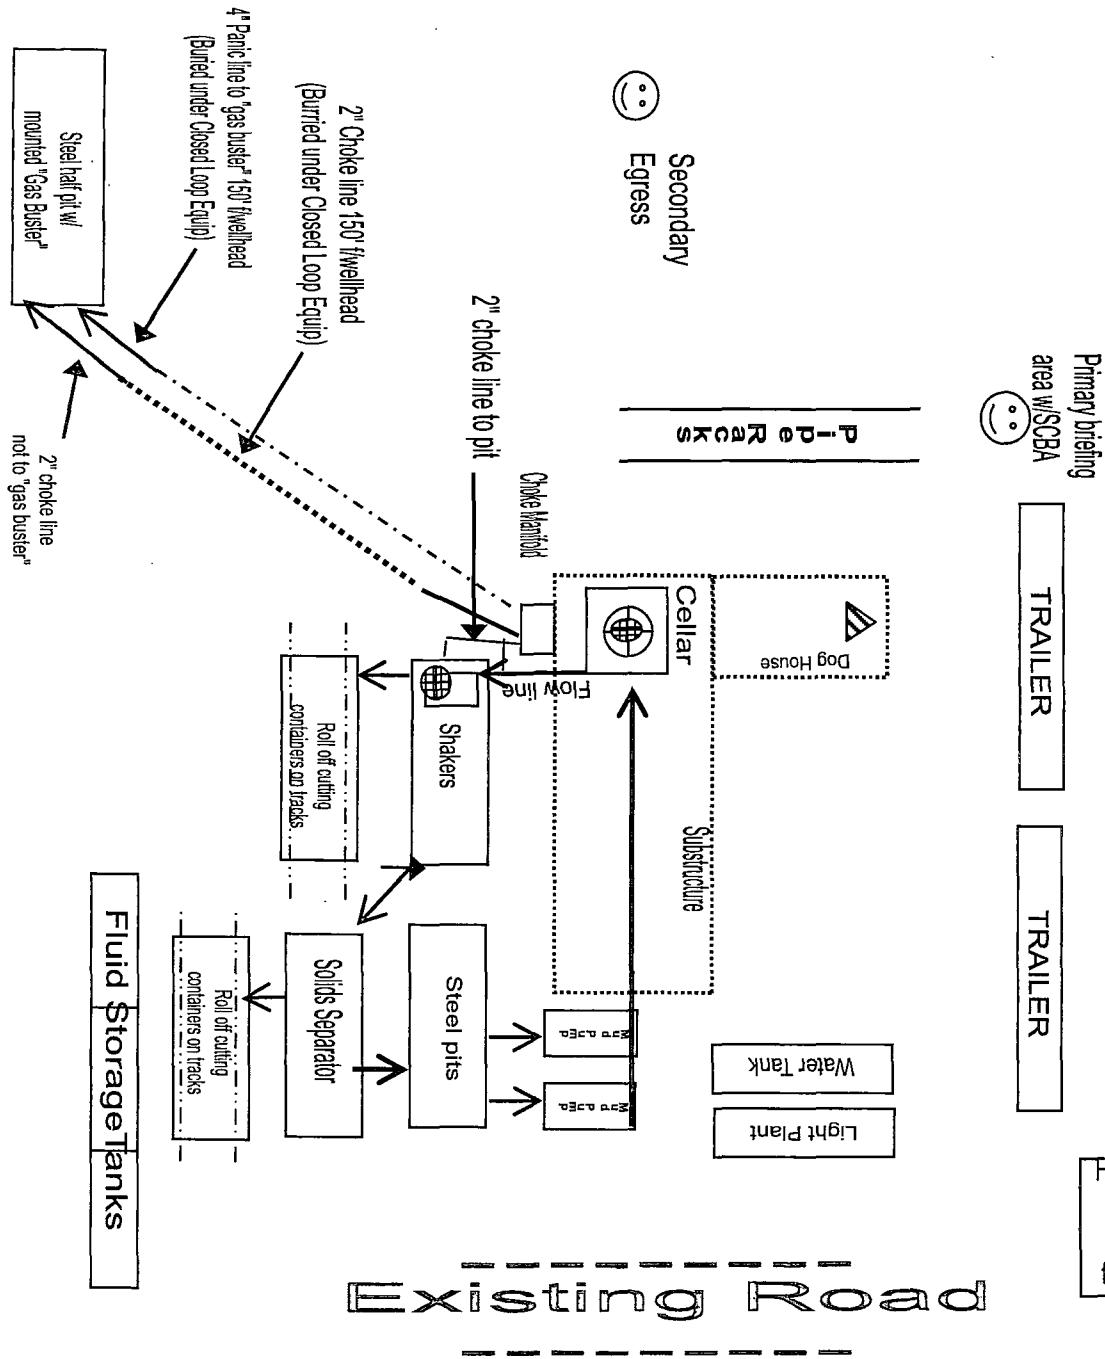 Primary briefing
area w/SCBA
Secondary
Egress
TRAILER
TRAILER
Pipe Racks
Dog House
Cellar
Substructure
Water Tank
Light Plant
Choke Manifold
Flow line
2" choke line to pit
Shakers
Roll off cutting
containers on tracks
Mud pump
Mud pump
Steel pits
Solids Separator
Roll off cutting
containers on tracks
Fluid Storage Tanks
2" Choke line 150' f/wellhead
(Burried under Closed Loop Equip)
4" Panic line to "gas buster" 150' f/wellhead
(Buried under Closed Loop Equip)
Steel half pit w/
mounted "Gas Buster"
2" choke line
not to "gas buster"
Existing Road